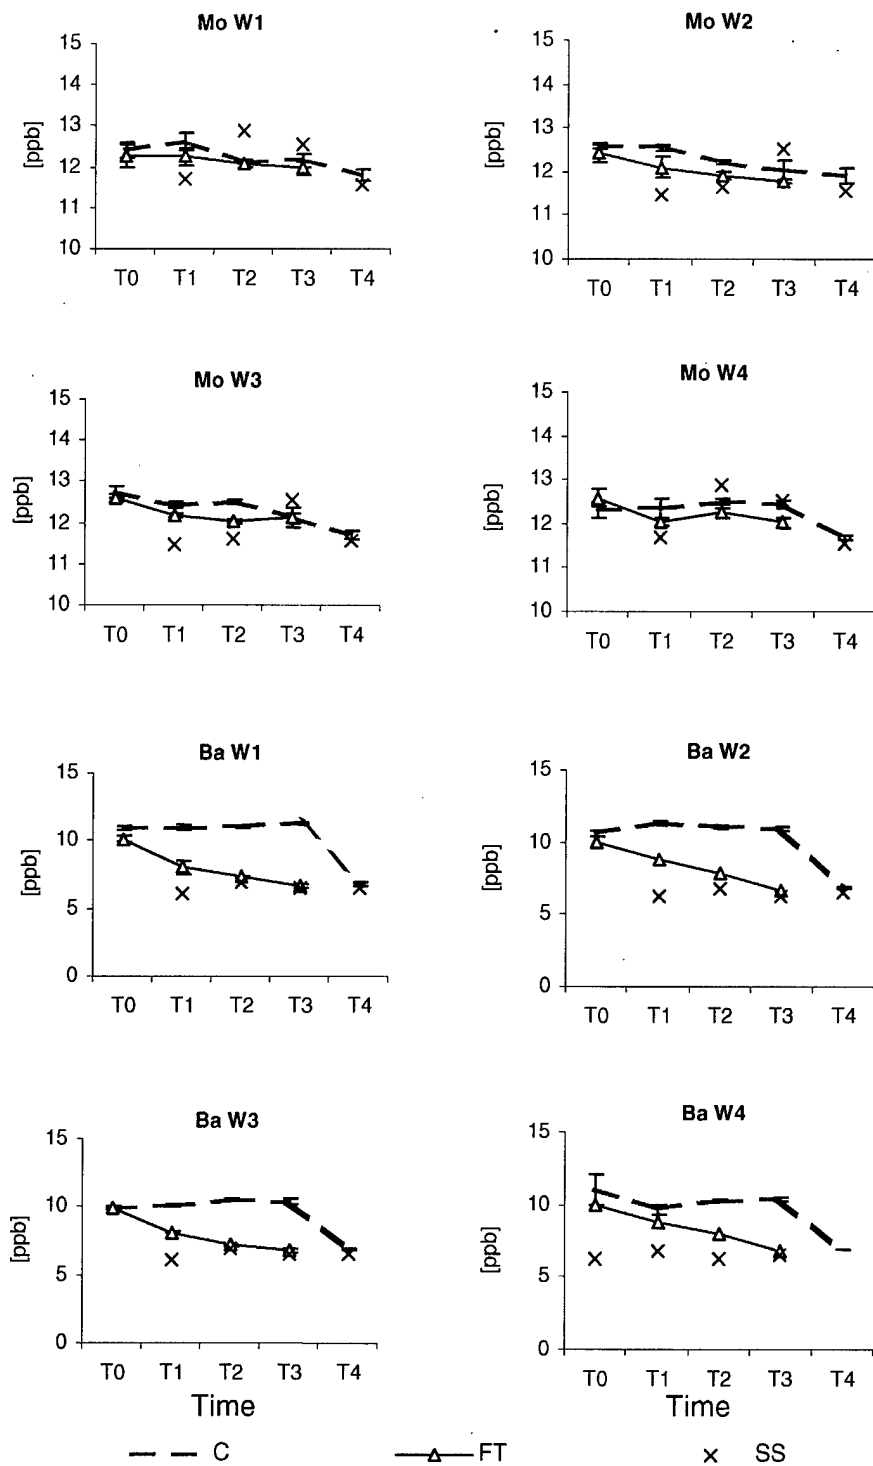 Mo W1
15
14
13
12
11
10
[ppb]
T0 T1 T2 T3 T4
Mo W2
15
14
13
12
11
10
[ppb]
T0 T1 T2 T3 T4
Mo W3
15
14
13
12
11
10
[ppb]
T0 T1 T2 T3 T4
Mo W4
15
14
13
12
11
10
[ppb]
T0 T1 T2 T3 T4
Ba W1
15
10
5
0
[ppb]
T0 T1 T2 T3 T4
Ba W2
15
10
5
0
[ppb]
T0 T1 T2 T3 T4
Ba W3
15
10
5
0
[ppb]
T0 T1 T2 T3 T4
Time
Ba W4
15
10
5
0
[ppb]
T0 T1 T2 T3 T4
Time
C FT SS